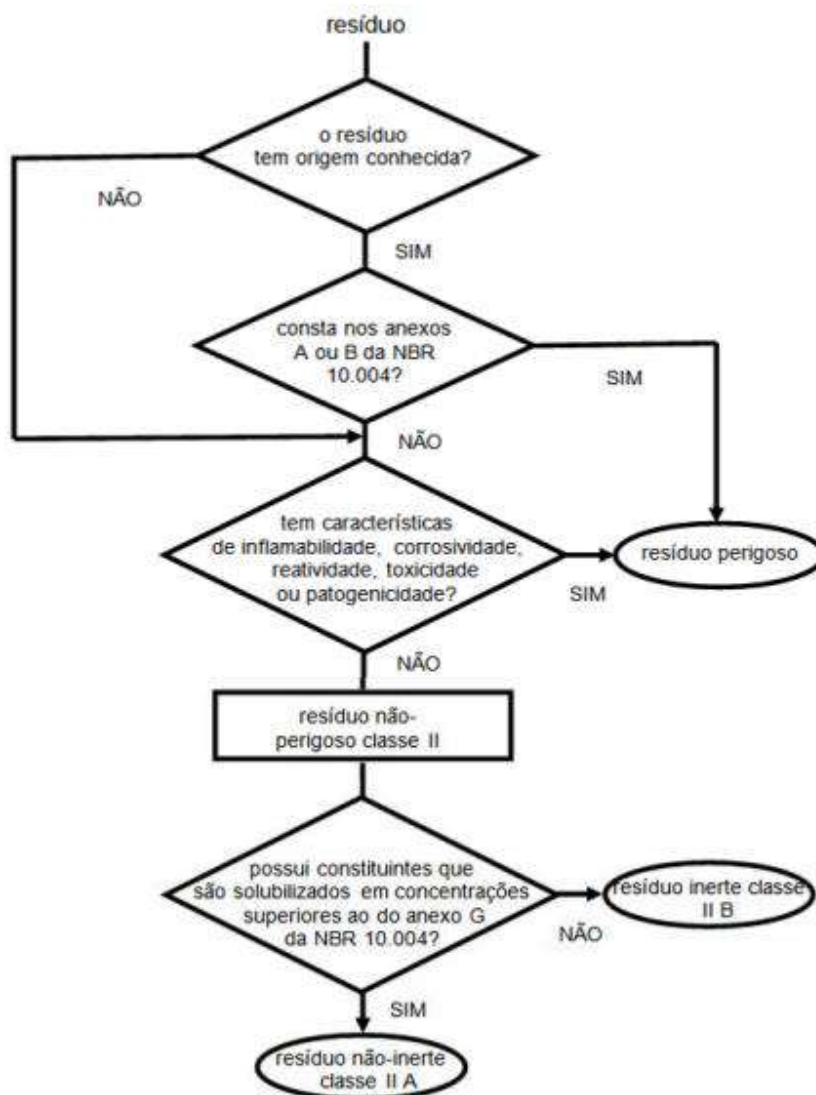 resíduo
o resíduo
tem origem conhecida?
NÃO
SIM
consta nos anexos
A ou B da NBR
10.004?
SIM
NÃO
tem características
de inflamabilidade, corrosividade,
reatividade, toxicidade
ou patogenicidade?
resíduo perigoso
SIM
NÃO
resíduo não-
perigoso classe II
possui constituintes que
são solubilizados em concentrações
superiores ao do anexo G
da NBR 10.004?
resíduo inerte classe
II B
NÃO
SIM
resíduo não-inerte
classe II A